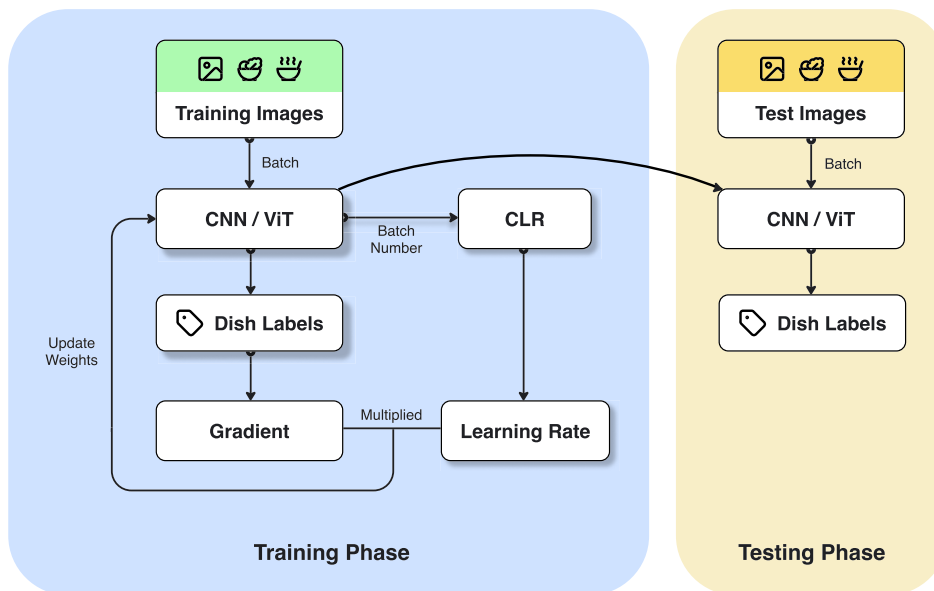 Training Images
Batch
CNN / ViT
Batch
Number
CLR
Dish Labels
Update
Weights
Gradient
Multiplied
Learning Rate
Training Phase
Test Images
Batch
CNN / ViT
Dish Labels
Testing Phase